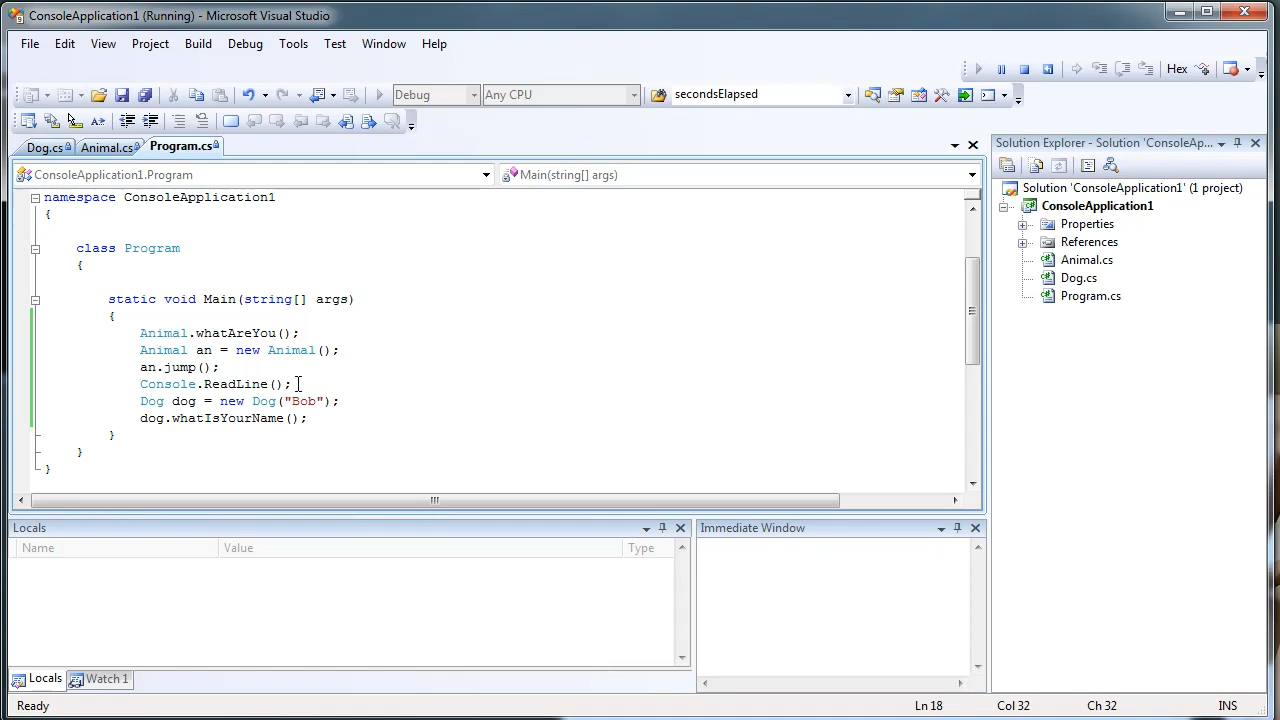 ConsoleApplication1 (Running) - Microsoft Visual Studio
File Edit View Project Build Debug Tools Test Window Help
Hex
Debug Any CPU secondsElapsed
Dog.cs Animal.cs Program.cs
Solution Explorer - Solution 'ConsoleAp...
ConsoleApplication1.Program Main(string[] args)
Solution 'ConsoleApplication1' (1 project)
ConsoleApplication1
Properties
References
Animal.cs
Dog.cs
Program.cs
namespace ConsoleApplication1
{
class Program
{
static void Main(string[] args)
{
Animal.whatAreYou();
Animal an = new Animal();
an.jump();
Console.ReadLine();
Dog dog = new Dog("Bob");
dog.whatIsYourName();
}
}
}
Locals
Name Value Type
Immediate Window
Locals Watch 1
Ready Ln 18 Col 32 Ch 32 INS